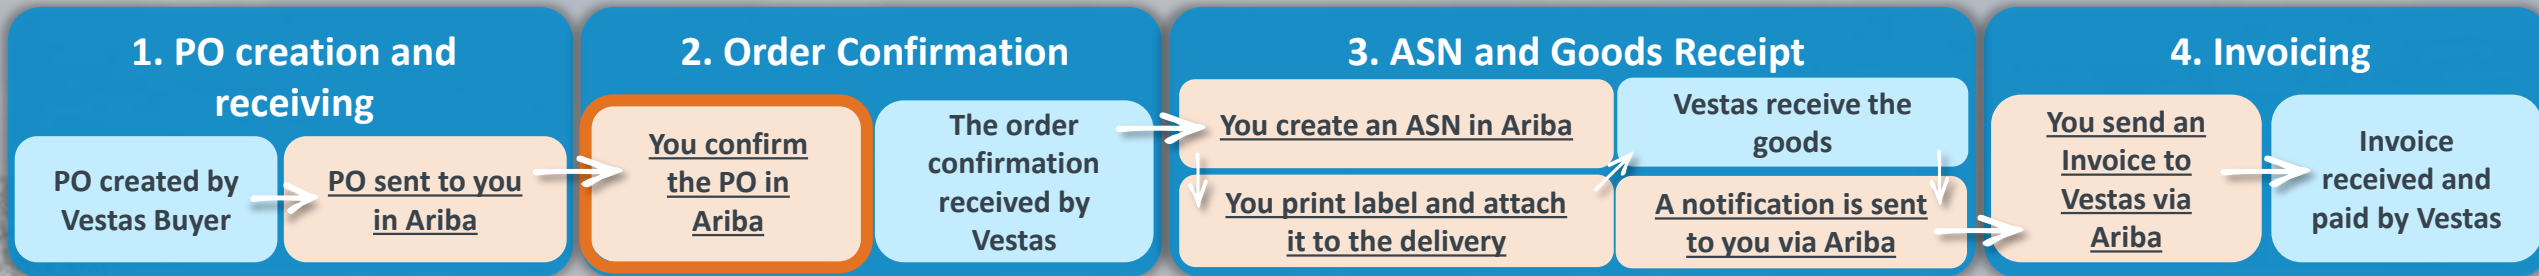 1. PO creation and
receiving
PO created by
Vestas Buyer
PO sent to you
in Ariba
2. Order Confirmation
You confirm
the PO in
Ariba
The order
confirmation
received by
Vestas
3. ASN and Goods Receipt
You create an ASN in Ariba
You print label and attach
it to the delivery
Vestas receive the
goods
A notification is sent
to you via Ariba
4. Invoicing
You send an
Invoice to
Vestas via
Ariba
Invoice
received and
paid by Vestas